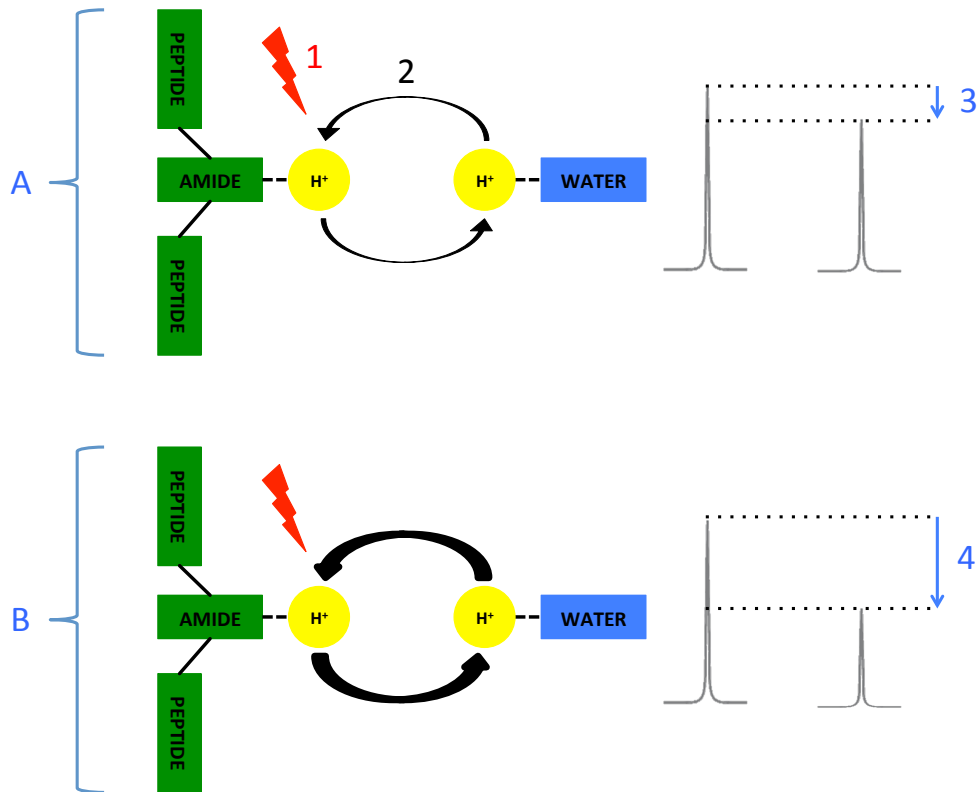 PEPTIDE
1
2
3
A
AMIDE
H+
H+
WATER
PEPTIDE
PEPTIDE
4
B
AMIDE
H+
H+
WATER
PEPTIDE